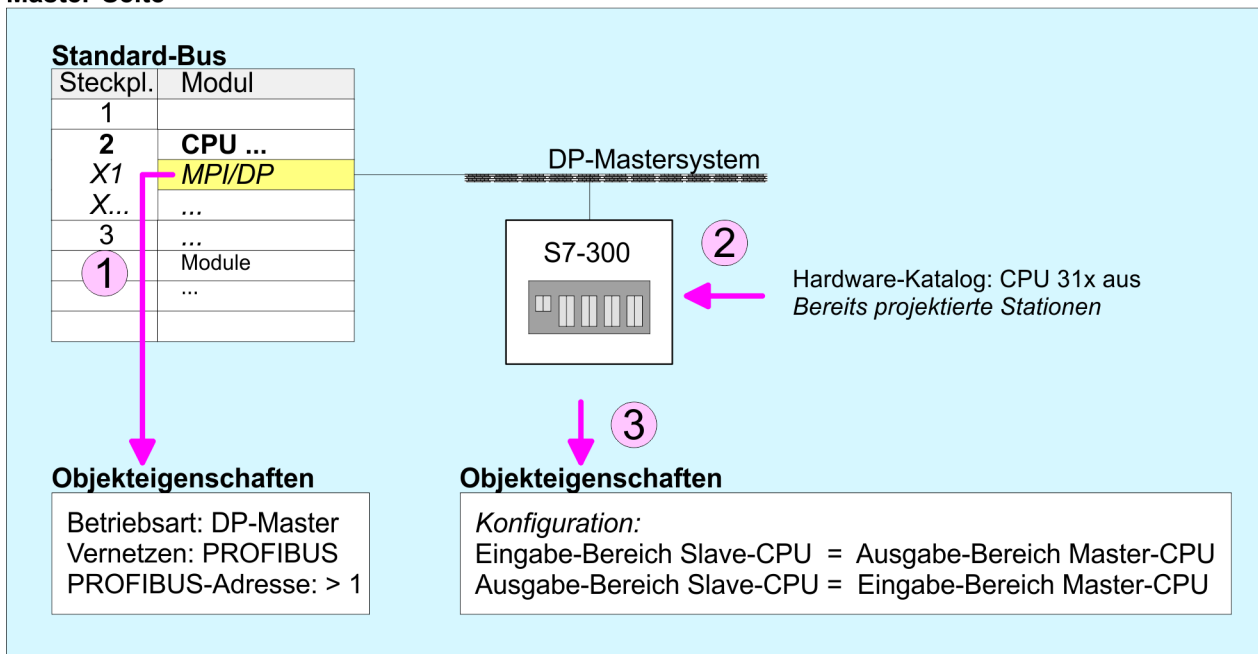 Master-Seite
Standard-Bus
Steckpl. Modul
1
2 CPU ...
X1 MPI/DP
X... ...
3 ...
Module
...
1
DP-Mastersystem
S7-300
2
Hardware-Katalog: CPU 31x aus
Bereits projektierte Stationen
3
Objekteigenschaften
Betriebsart: DP-Master
Vernetzen: PROFIBUS
PROFIBUS-Adresse: > 1
Objekteigenschaften
Konfiguration:
Eingabe-Bereich Slave-CPU = Ausgabe-Bereich Master-CPU
Ausgabe-Bereich Slave-CPU = Eingabe-Bereich Master-CPU